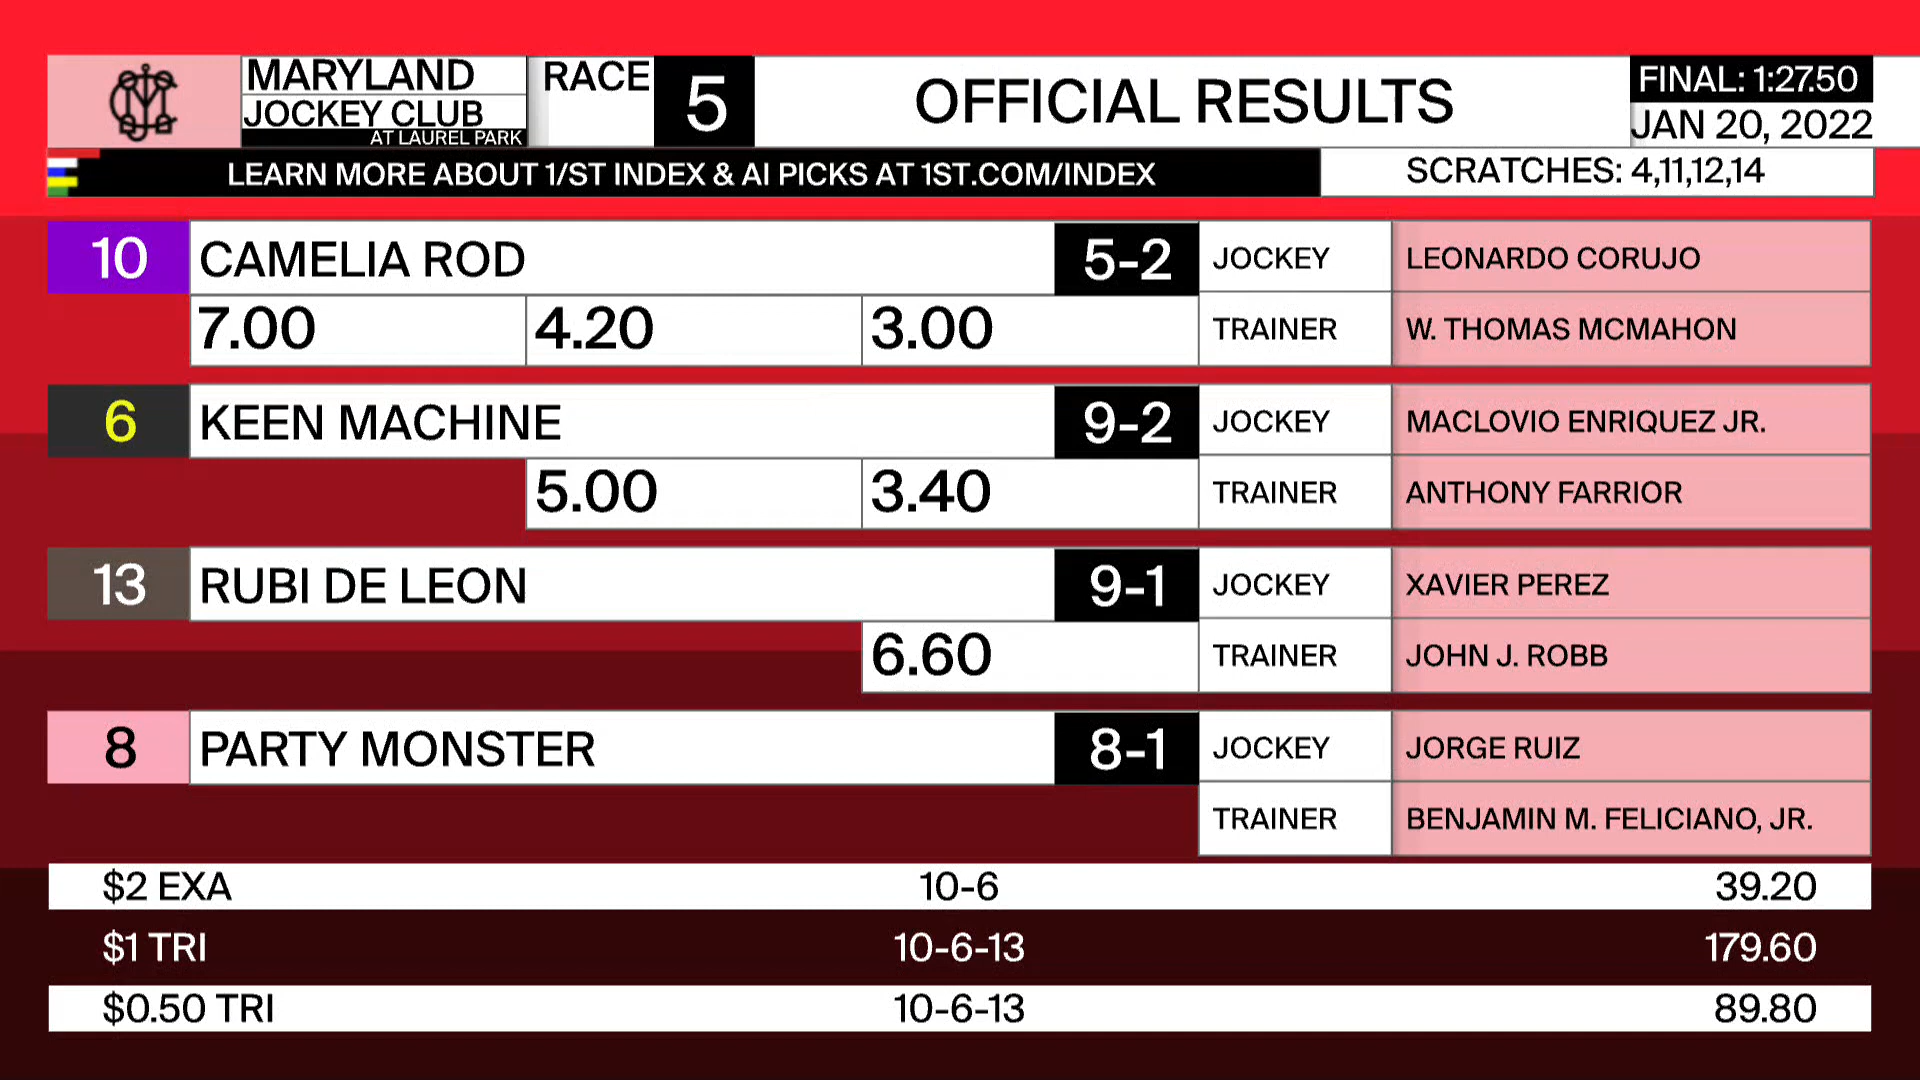 MARYLAND
JOCKEY CLUB
AT LAUREL PARK
RACE 5
OFFICIAL RESULTS
FINAL: 1:27.50
JAN 20, 2022
LEARN MORE ABOUT 1/ST INDEX & AI PICKS AT 1ST.COM/INDEX
SCRATCHES: 4,11,12,14
10 CAMELIA ROD 5-2 JOCKEY LEONARDO CORUJO
7.00 4.20 3.00 TRAINER W. THOMAS MCMAHON
6 KEEN MACHINE 9-2 JOCKEY MACLOVIO ENRIQUEZ JR.
5.00 3.40 TRAINER ANTHONY FARRIOR
13 RUBI DE LEON 9-1 JOCKEY XAVIER PEREZ
6.60 TRAINER JOHN J. ROBB
8 PARTY MONSTER 8-1 JOCKEY JORGE RUIZ
TRAINER BENJAMIN M. FELICIANO, JR.
$2 EXA 10-6 39.20
$1 TRI 10-6-13 179.60
$0.50 TRI 10-6-13 89.80